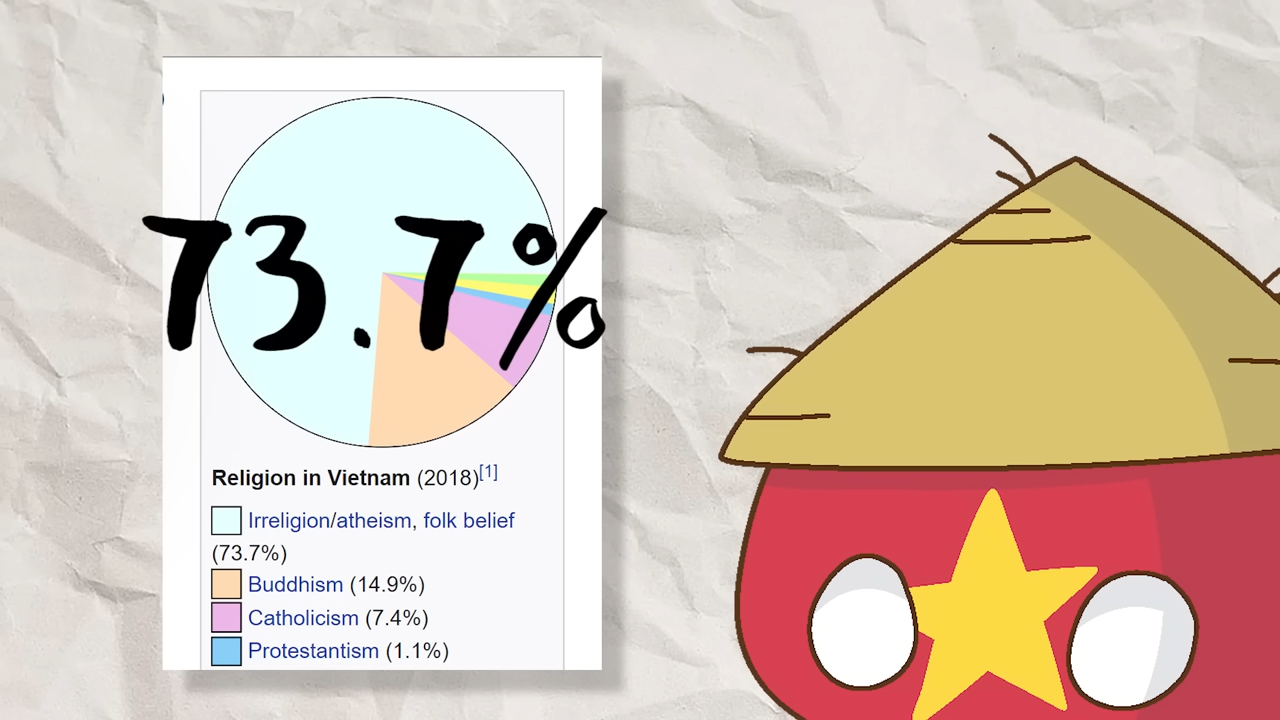 73.7%
Religion in Vietnam (2018)[1]
Irreligion/atheism, folk belief
(73.7%)
Buddhism (14.9%)
Catholicism (7.4%)
Protestantism (1.1%)